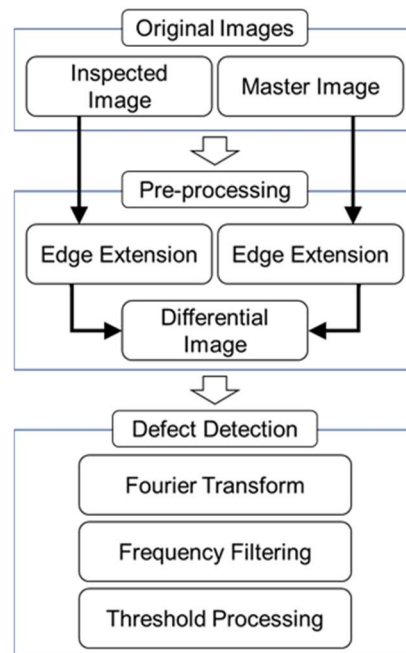 Original Images
Inspected
Image
Master Image
Pre-processing
Edge Extension
Edge Extension
Differential
Image
Defect Detection
Fourier Transform
Frequency Filtering
Threshold Processing